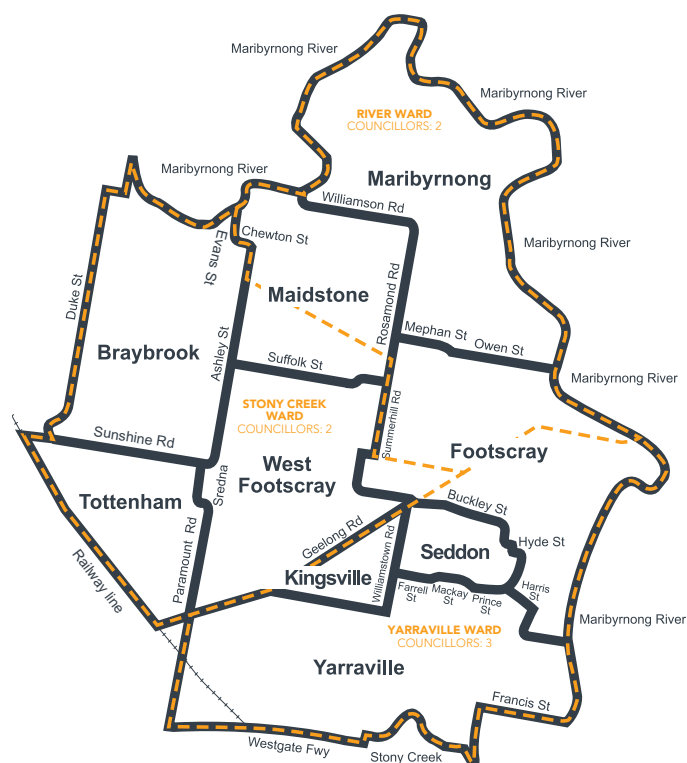 Maribyrnong River
Maribyrnong River
RIVER WARD
COUNCILLORS: 2
Maribyrnong River
Maribyrnong
Williamson Rd
Evans St
Chewton St
Maribyrnong River
Duke St
Maidstone
Rosamond Rd
Mephan St
Owen St
Braybrook
Ashley St
Suffolk St
Maribyrnong River
STONY CREEK
WARD
COUNCILLORS: 2
Summerhill Rd
Sunshine Rd
Footscray
West
Footscray
Sredna
Tottenham
Buckley St
Geelong Rd
Hyde St
Seddon
Paramount Rd
Railway line
Kingsville
Williamstown Rd
Farrell
St
Mackay
St
Prince
St
Harris
St
Maribyrnong River
YARRAVILLE WARD
COUNCILLORS: 3
Yarraville
Francis St
Westgate Fwy
Stony Creek